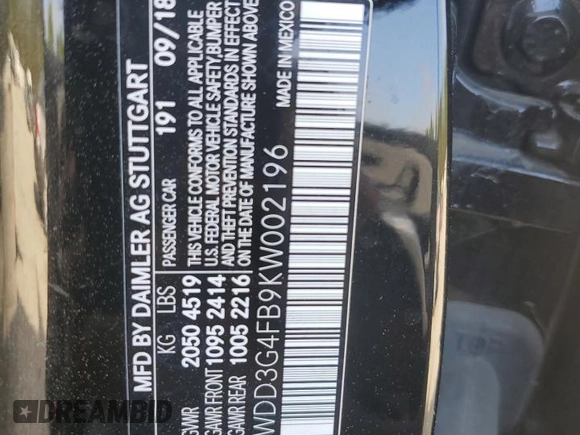 MFD BY DAIMLER AG STUTTGART
PASSENGER CAR 191 09/18
KG LBS
GVWR 2050 4519
GAWR FRONT 1095 2414
GAWR REAR 1005 2216
THIS VEHICLE CONFORMS TO ALL APPLICABLE
U.S. FEDERAL MOTOR VEHICLE SAFETY, BUMPER
AND THEFT PREVENTION STANDARDS IN EFFECT
ON THE DATE OF MANUFACTURE SHOWN ABOVE
WDD3G4FB9KW002196
MADE IN MEXICO
DREAMBID